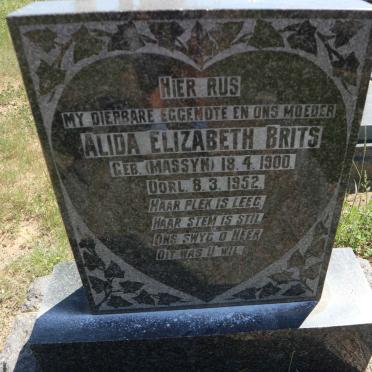 HIER RUS
MY DIERBARE EGGENOTE EN ONS MOEDER
ALIDA ELIZABETH BRITS
GEB. (MASSYN) 18.4.1900.
OORL. 8.3.1952.
HAAR PLEK IS LEEG
HAAR STEM IS STIL
ONS SWYG O HEER
DIT WAS U WIL.